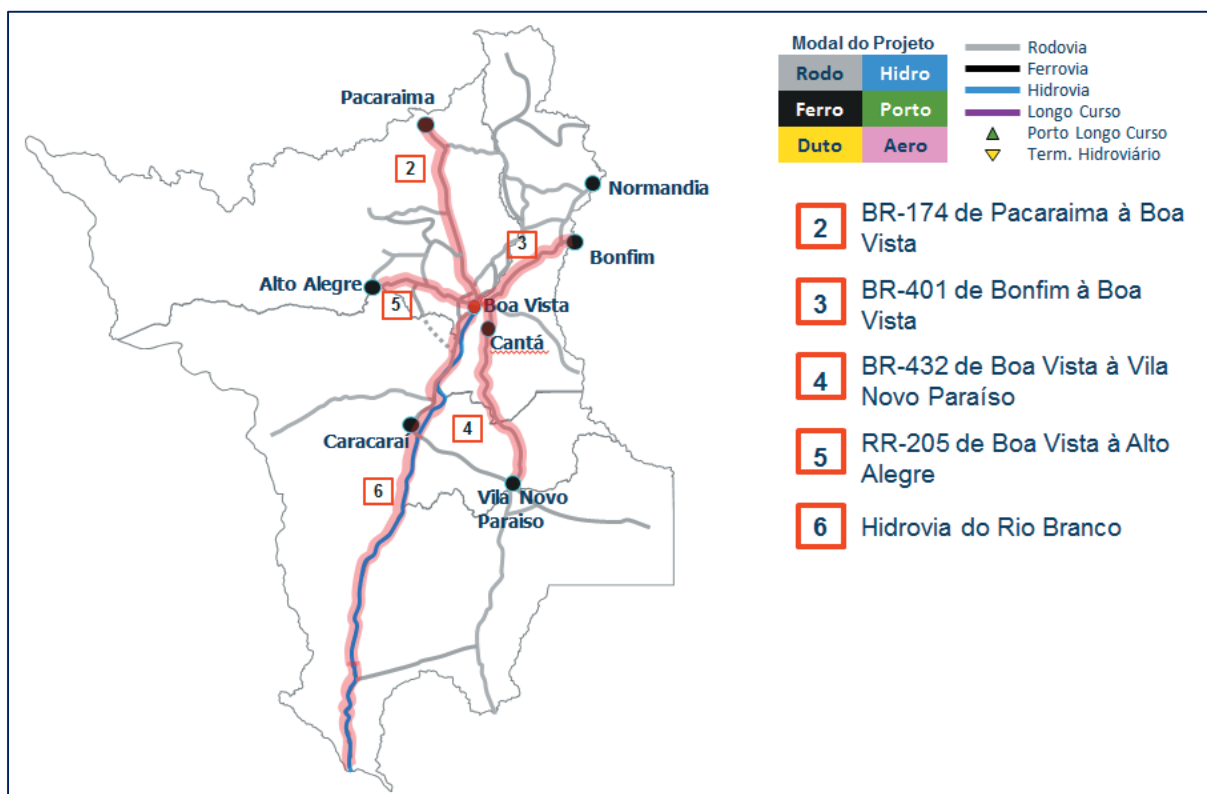 Modal do Projeto
Rodo
Hidro
Ferro
Porto
Duto
Aero
Rodovia
Ferrovia
Hidrovia
Longo Curso
Porto Longo Curso
Term. Hidroviário
Pacaraima
2
Normandia
3
Bonfim
Alto Alegre
5
Boa Vista
Cantá
4
Caracaraí
6
Vila Novo
Paraiso
2
BR-174 de Pacaraima à Boa
Vista
3
BR-401 de Bonfim à Boa
Vista
4
BR-432 de Boa Vista à Vila
Novo Paraíso
5
RR-205 de Boa Vista à Alto
Alegre
6
Hidrovia do Rio Branco